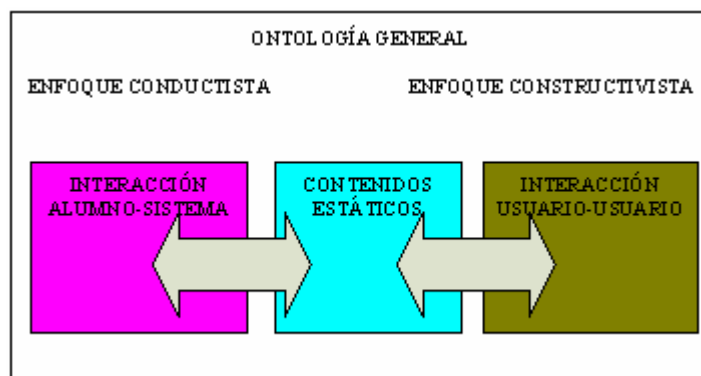 ONTOLOGÍA GENERAL
ENFOQUE CONDUCTISTA
ENFOQUE CONSTRUCTIVISTA
INTERACCIÓN
ALUMNO-SISTEMA
CONTENIDOS
ESTÁTICOS
INTERACCIÓN
USUARIO-USUARIO